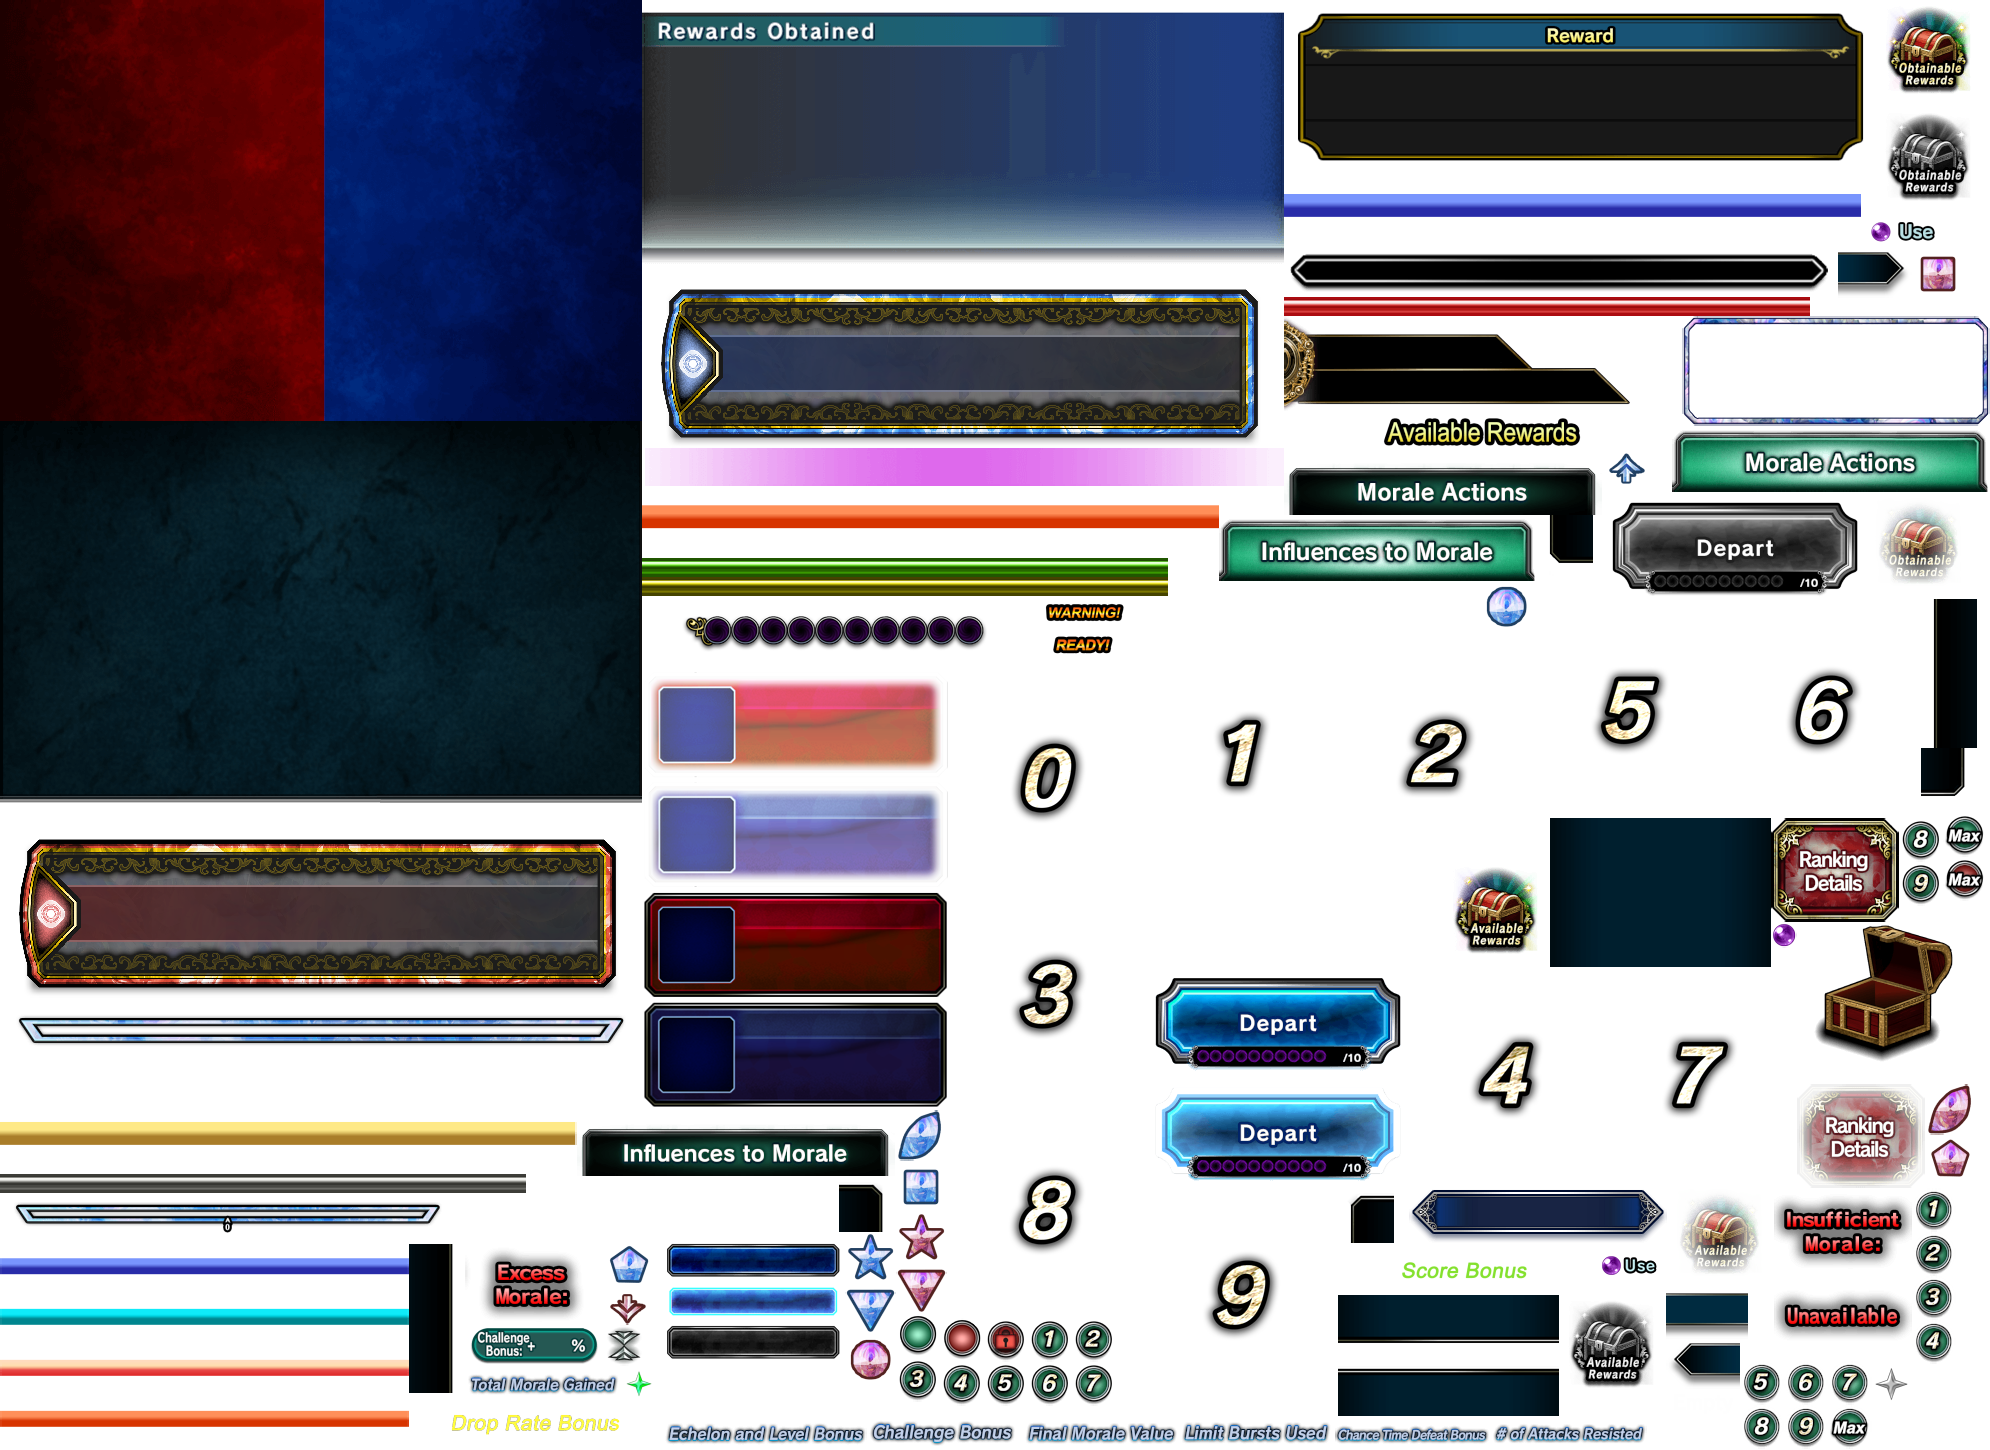 Rewards Obtained
Reward
Obtainable
Rewards
Obtainable
Rewards
Use
Available Rewards
Morale Actions
Morale Actions
Influences to Morale
Depart
/10
Obtainable
Rewards
WARNING!
READY!
5
6
0
1
2
Ranking
Details
8
Max
9
Max
Available
Rewards
3
Depart
/10
4
7
Depart
/10
Ranking
Details
Influences to Morale
8
0
9
Available
Rewards
Insufficient
Morale:
1
2
3
4
Excess
Morale:
Score Bonus
Use
Unavailable
Challenge
Bonus: + %
1
2
3
4
5
6
7
Available
Rewards
5
6
7
8
9
Max
Total Morale Gained
Drop Rate Bonus
Echelon and Level Bonus
Challenge Bonus
Final Morale Value
Limit Bursts Used
Chance Time Defeat Bonus
# of Attacks Resisted